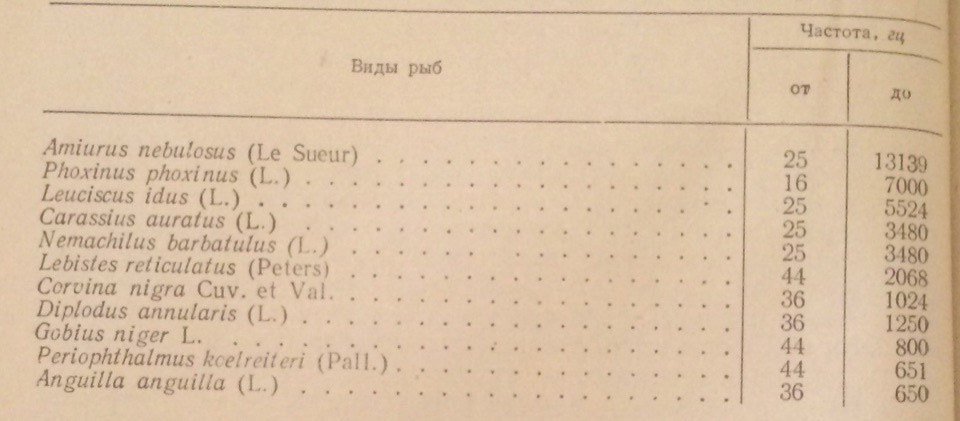 Виды рыб Частота, гц
от до
Amiurus nebulosus (Le Sueur) . . . . . . . . . . . . . . . 25 13139
Phoxinus phoxinus (L.) . . . . . . . . . . . . . . . . . . 16 7000
Leuciscus idus (L.) . . . . . . . . . . . . . . . . . . . . 25 5524
Carassius auratus (L.) . . . . . . . . . . . . . . . . . . 25 3480
Nemachilus barbatulus (L.) . . . . . . . . . . . . . . . . 25 3480
Lebistes reticulatus (Peters) . . . . . . . . . . . . . . . 44 2068
Corvina nigra Cuv. et Val. . . . . . . . . . . . . . . . . 36 1024
Diplodus annularis (L.) . . . . . . . . . . . . . . . . . . 36 1250
Gobius niger L. . . . . . . . . . . . . . . . . . . . . . . 44 800
Periophthalmus kcelreiteri (Pall.) . . . . . . . . . . . . . 44 651
Anguilla anguilla (L.) . . . . . . . . . . . . . . . . . . 36 650